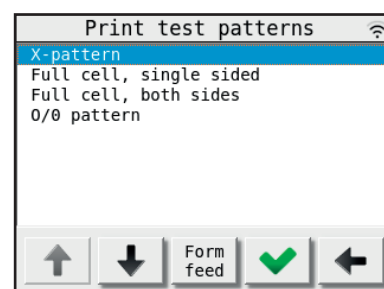 Print test patterns
X-pattern
Full cell, single sided
Full cell, both sides
O/0 pattern
Form
feed